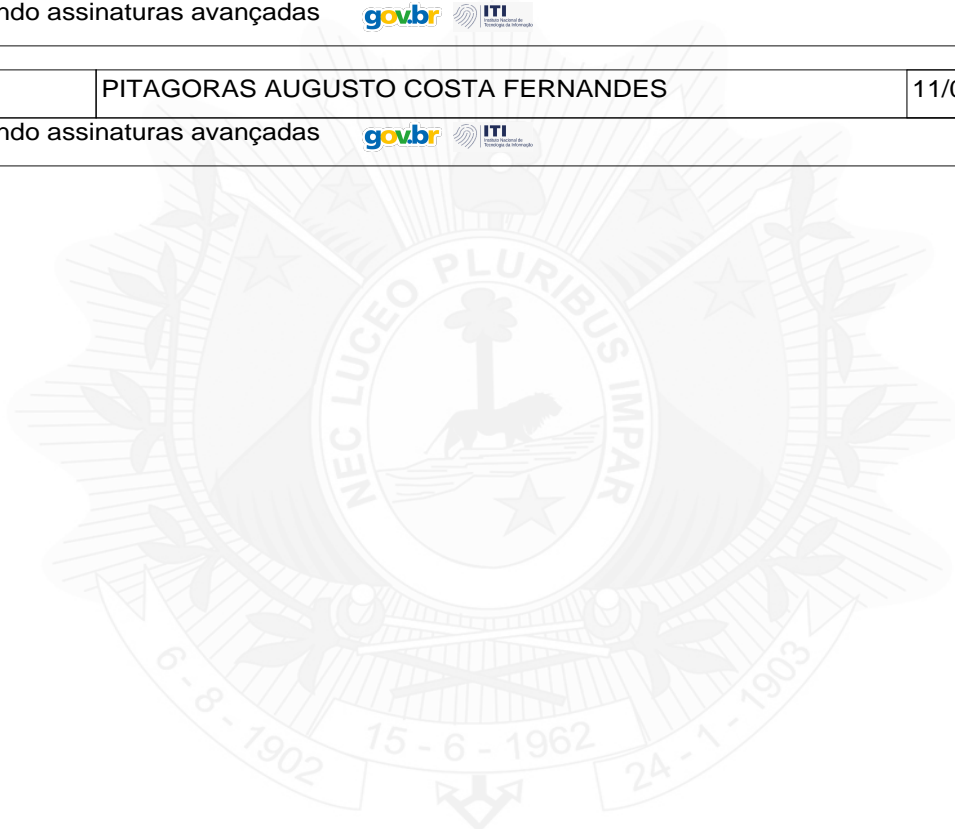 ndo assinaturas avançadas gov.br ITI
PITAGORAS AUGUSTO COSTA FERNANDES 11/0
ndo assinaturas avançadas gov.br ITI
NEC LUCEO PLURIBUS IMPAR
6 - 8 - 1902
15 - 6 - 1962
24 - 1 - 1903